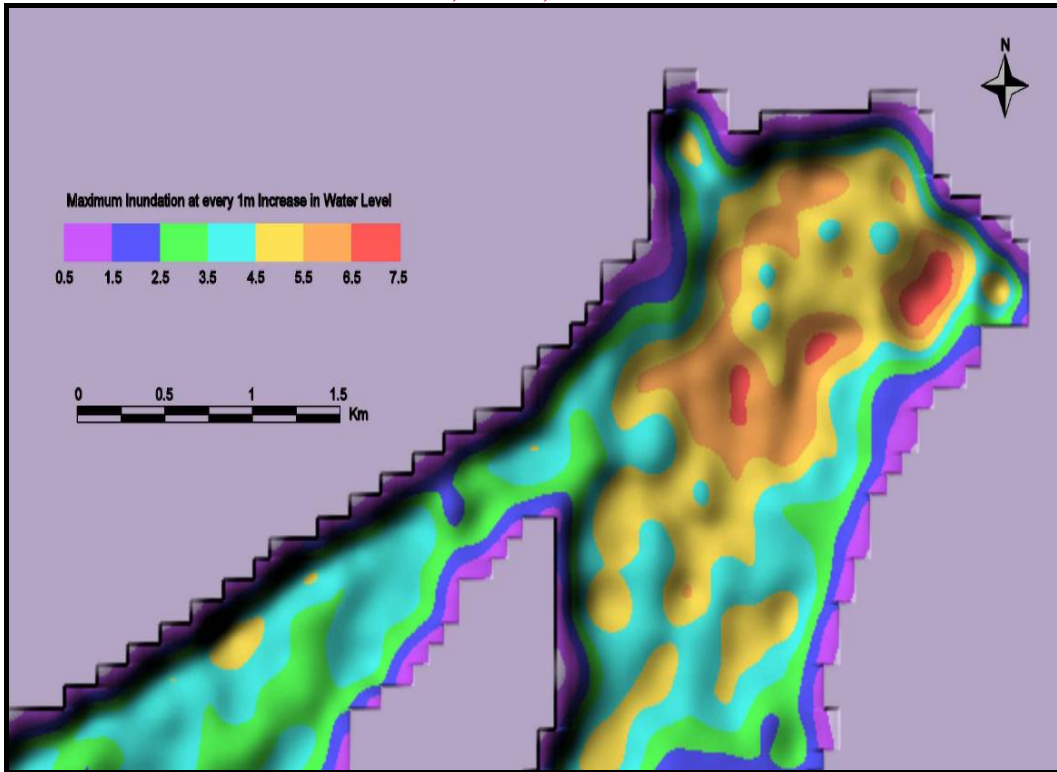 N
Maximum Inundation at every 1m Increase in Water Level
0.5 1.5 2.5 3.5 4.5 5.5 6.5 7.5
0 0.5 1 1.5
Km